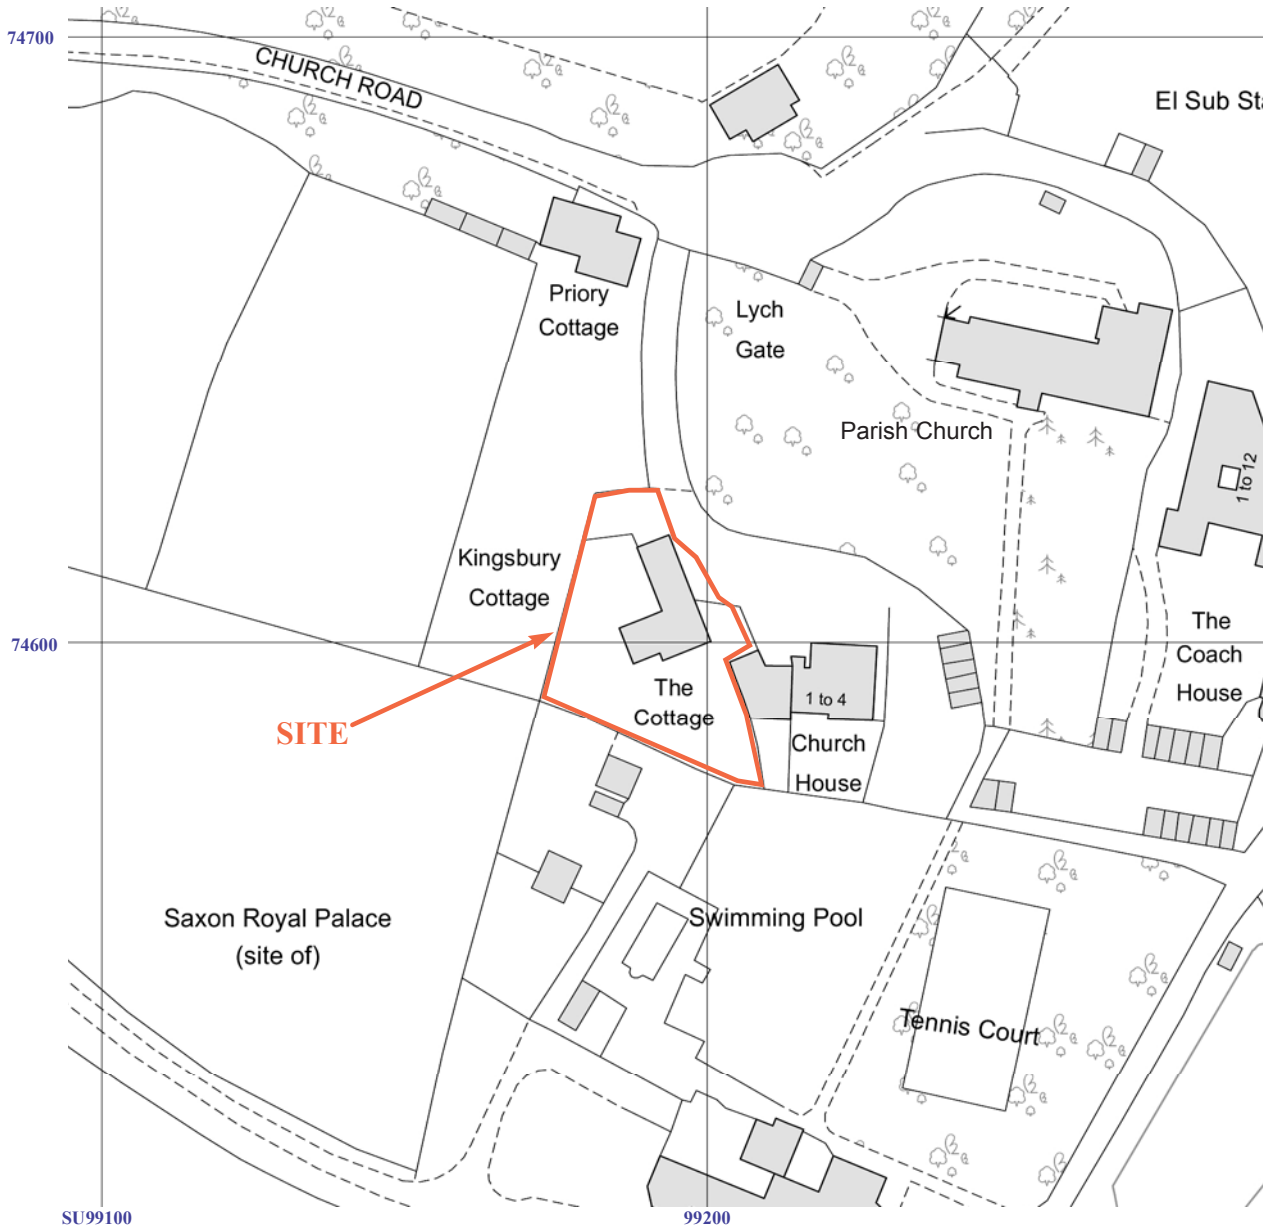 74700
CHURCH ROAD
El Sub Sta
Priory
Cottage
Lych
Gate
Parish Church
1 to 12
Kingsbury
Cottage
74600
The
Coach
House
SITE
The
Cottage
1 to 4
Church
House
Saxon Royal Palace
(site of)
Swimming Pool
Tennis Court
SU99100
99200